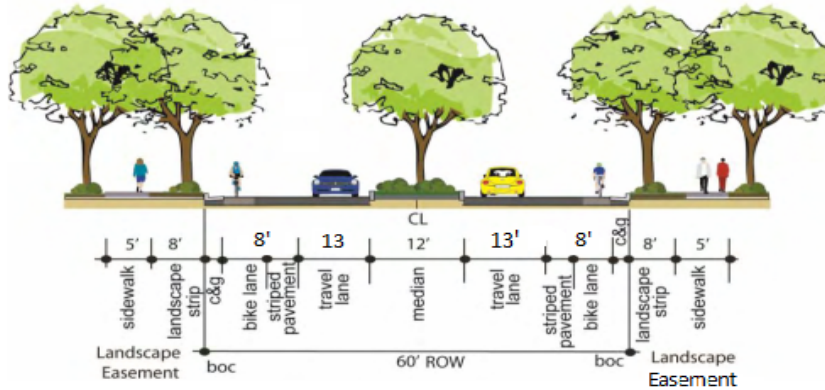 CL
5' 8' 8' 13 12' 13' 8' c&g 8' 5'
sidewalk
landscape
strip
c&g
bike lane
striped
pavement
travel
lane
median
travel
lane
striped
pavement
bike lane
landscape
strip
sidewalk
Landscape
Easement
boc
60' ROW
boc
Landscape
Easement